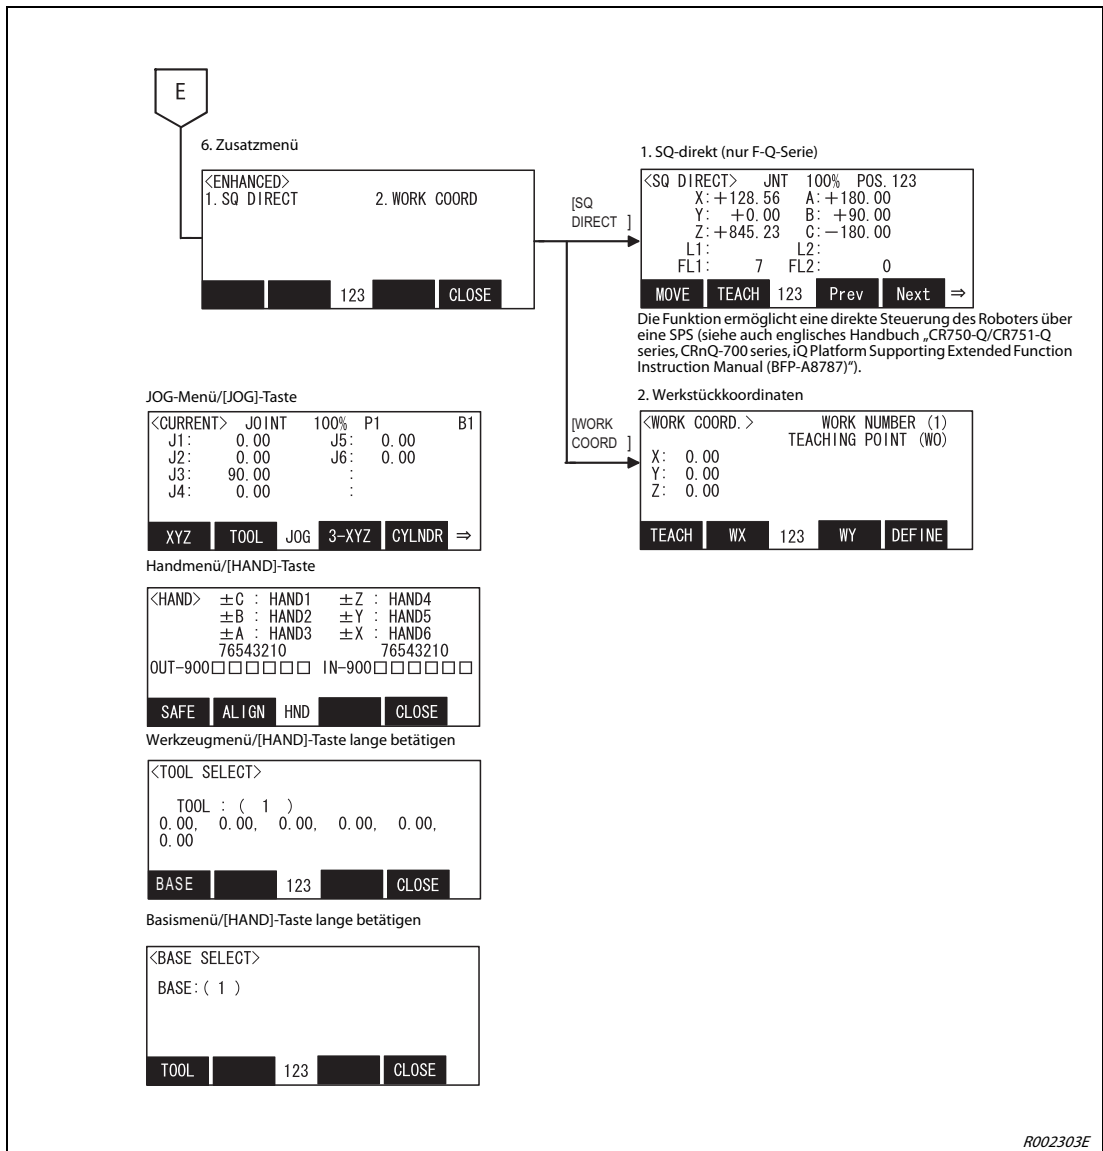 E
6. Zusatzmenü
<ENHANCED>
1. SQ DIRECT 2. WORK COORD
123 CLOSE
[SQ DIRECT ]
1. SQ-direkt (nur F-Q-Serie)
<SQ DIRECT> JNT 100% POS. 123
X:+128. 56 A:+180. 00
Y: +0. 00 B: +90. 00
Z:+845. 23 C:−180. 00
L1: L2:
FL1: 7 FL2: 0
MOVE TEACH 123 Prev Next ⇒
Die Funktion ermöglicht eine direkte Steuerung des Roboters über
eine SPS (siehe auch englisches Handbuch „CR750-Q/CR751-Q
series, CRnQ-700 series, iQ Platform Supporting Extended Function
Instruction Manual (BFP-A8787)“).
[WORK COORD ]
2. Werkstückkoordinaten
<WORK COORD. > WORK NUMBER (1)
TEACHING POINT (WO)
X: 0. 00
Y: 0. 00
Z: 0. 00
TEACH WX 123 WY DEFINE
JOG-Menü/[JOG]-Taste
<CURRENT> JOINT 100% P1 B1
J1: 0. 00 J5: 0. 00
J2: 0. 00 J6: 0. 00
J3: 90. 00 :
J4: 0. 00 :
XYZ TOOL JOG 3-XYZ CYLNDR ⇒
Handmenü/[HAND]-Taste
<HAND> ±C : HAND1 ±Z : HAND4
±B : HAND2 ±Y : HAND5
±A : HAND3 ±X : HAND6
76543210 76543210
OUT-900□□□□□□ IN-900□□□□□□
SAFE ALIGN HND CLOSE
Werkzeugmenü/[HAND]-Taste lange betätigen
<TOOL SELECT>
TOOL : ( 1 )
0. 00, 0. 00, 0. 00, 0. 00, 0. 00,
0. 00
BASE 123 CLOSE
Basismenü/[HAND]-Taste lange betätigen
<BASE SELECT>
BASE:( 1 )
TOOL 123 CLOSE
R002303E